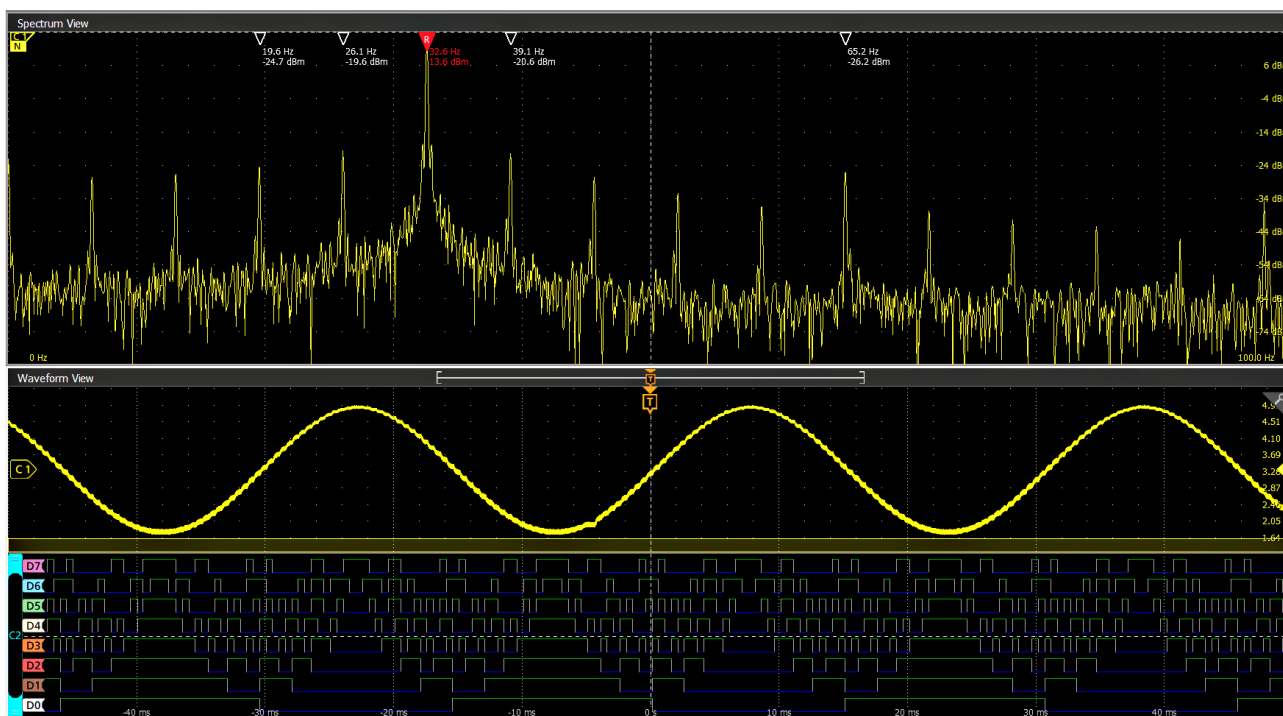 Spectrum View
C 1
N
R
19.6 Hz
-24.7 dBm
26.1 Hz
-19.6 dBm
32.6 Hz
13.6 dBm
39.1 Hz
-20.6 dBm
65.2 Hz
-26.2 dBm
6 dB
-4 dB
-14 dB
-24 dB
-34 dB
-44 dB
-54 dB
-64 dB
-74 dB
0 Hz
100.0 Hz
Waveform View
T
T
C 1
4.51
4.10
3.69
3.28
2.87
2.46
2.05
1.64
C2
D7
D6
D5
D4
D3
D2
D1
D0
-40 ms
-30 ms
-20 ms
-10 ms
0 s
10 ms
20 ms
30 ms
40 ms